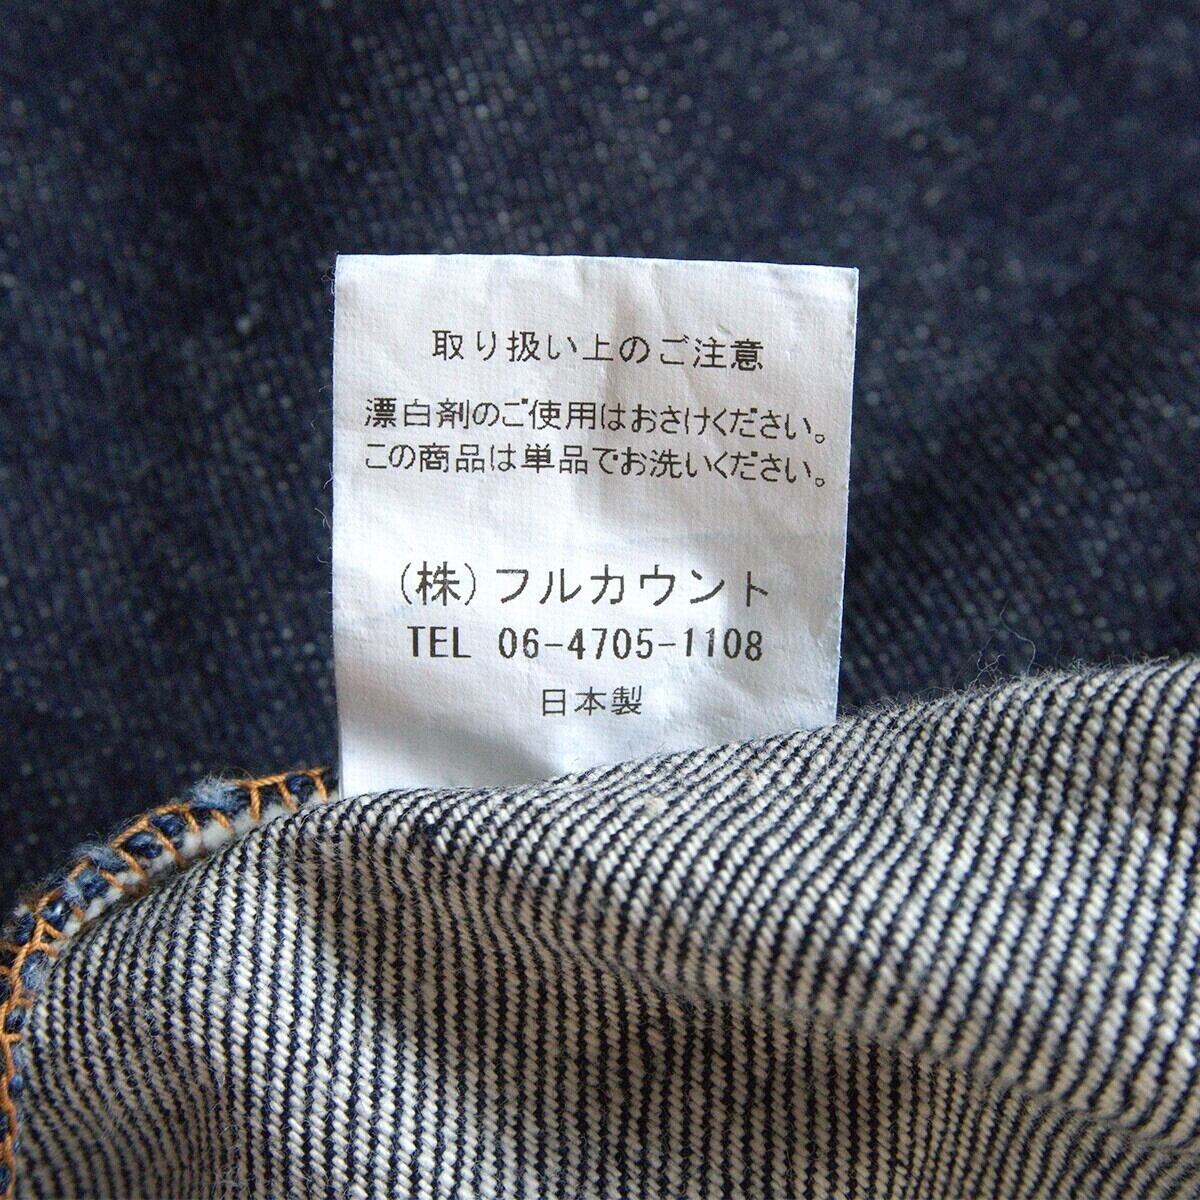 取り扱い上のご注意
漂白剤のご使用はおさけください。
この商品は単品でお洗いください。
(株)フルカウント
TEL 06-4705-1108
日本製